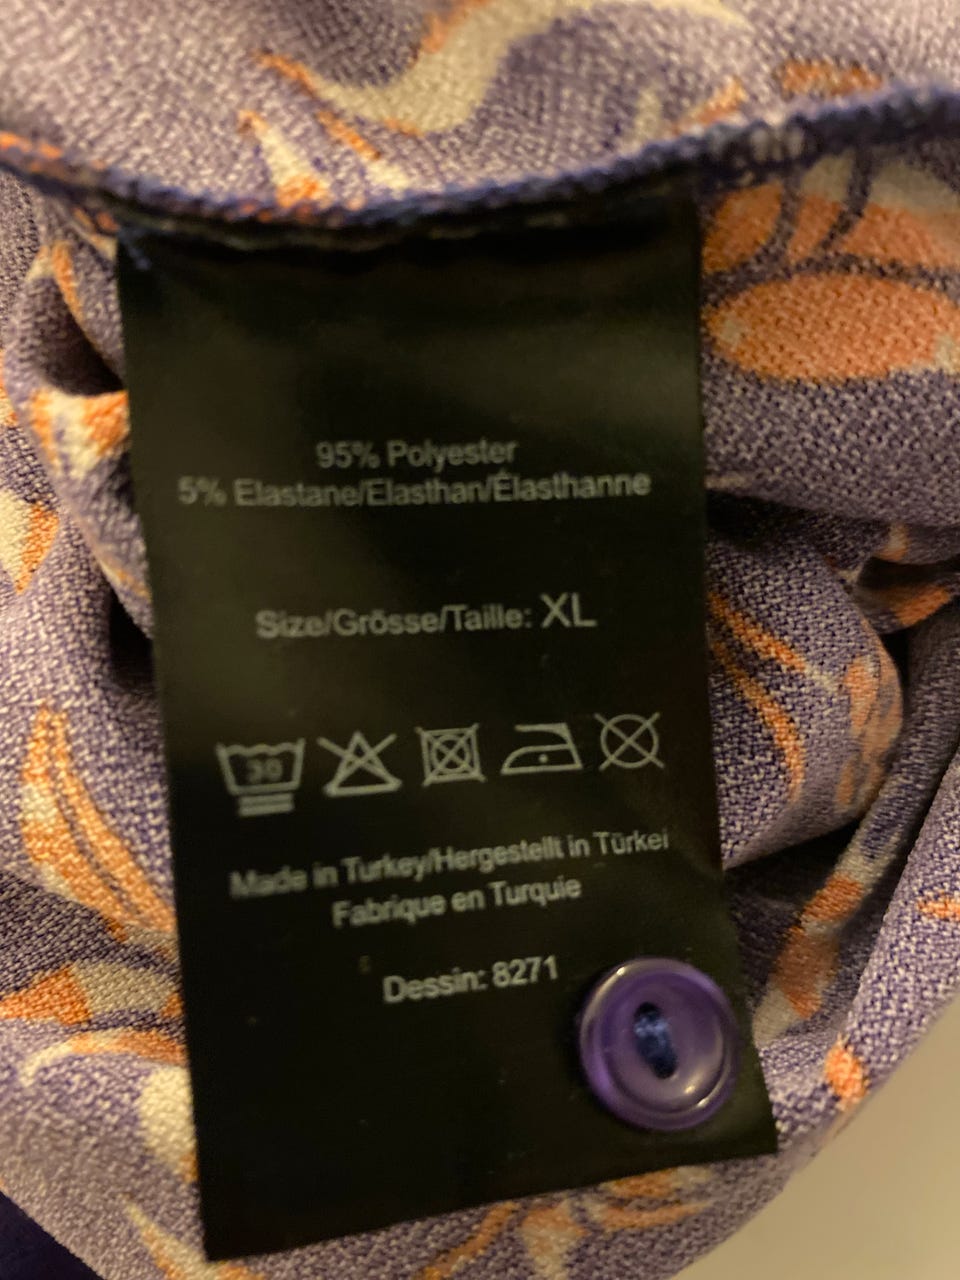 95% Polyester
5% Elastane/Elasthan/Élasthanne
Size/Grösse/Taille: XL
30
Made in Turkey/Hergestellt in Türkei
Fabrique en Turquie
Dessin: 8271